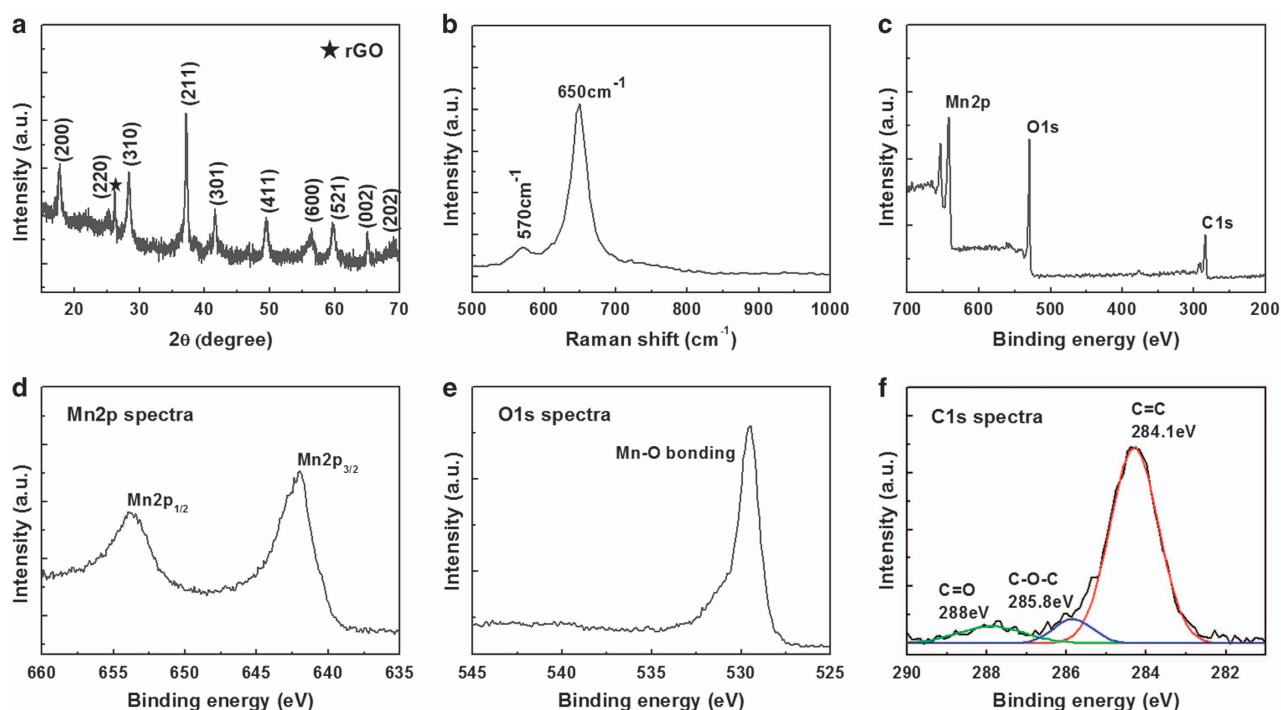 a
★ rGO
(200)
(220)
★
(310)
(211)
(301)
(411)
(600)
(521)
(002)
(202)
Intensity (a.u.)
20 30 40 50 60 70
2θ (degree)
b
650cm⁻¹
570cm⁻¹
Intensity (a.u.)
500 600 700 800 900 1000
Raman shift (cm⁻¹)
c
Mn2p
O1s
C1s
Intensity (a.u.)
700 600 500 400 300 200
Binding energy (eV)
d
Mn2p spectra
Mn2p₃/₂
Mn2p₁/₂
Intensity (a.u.)
660 655 650 645 640 635
Binding energy (eV)
e
O1s spectra
Mn-O bonding
Intensity (a.u.)
545 541 537 533 529 525
Binding energy (eV)
f
C1s spectra
C=C
284.1eV
C-O-C
285.8eV
C=O
288eV
Intensity (a.u.)
290 288 286 284 282
Binding energy (eV)